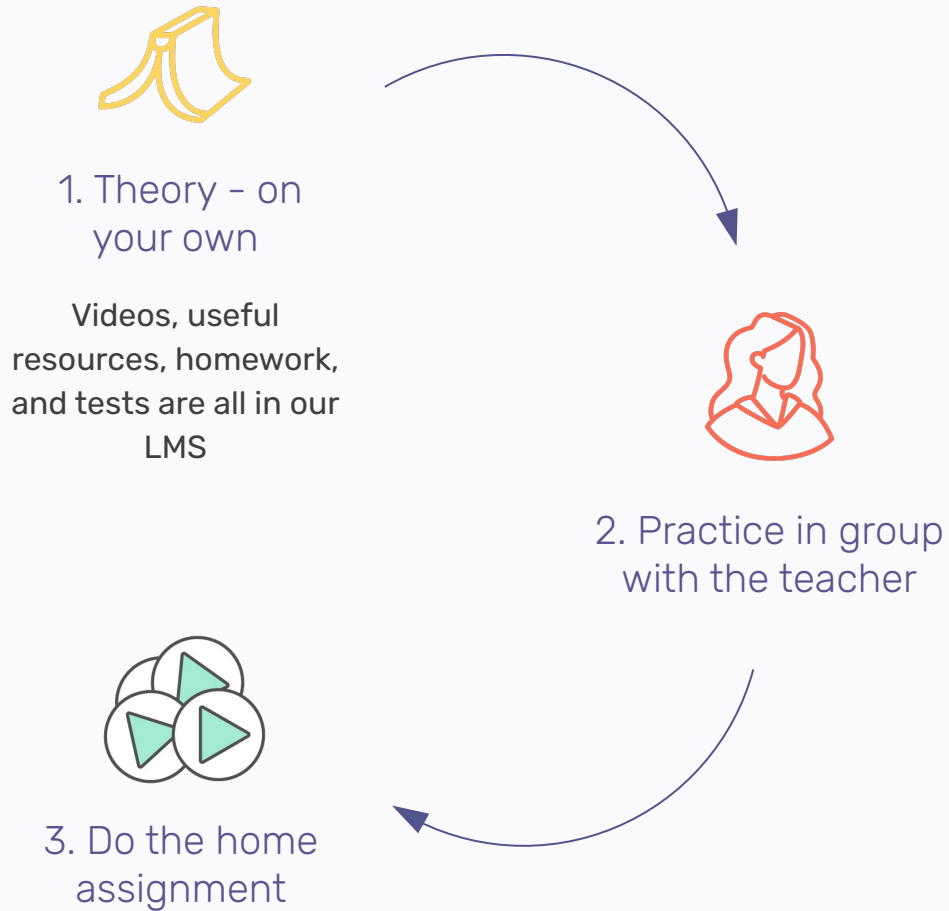 1. Theory - on
your own
Videos, useful
resources, homework,
and tests are all in our
LMS
2. Practice in group
with the teacher
3. Do the home
assignment